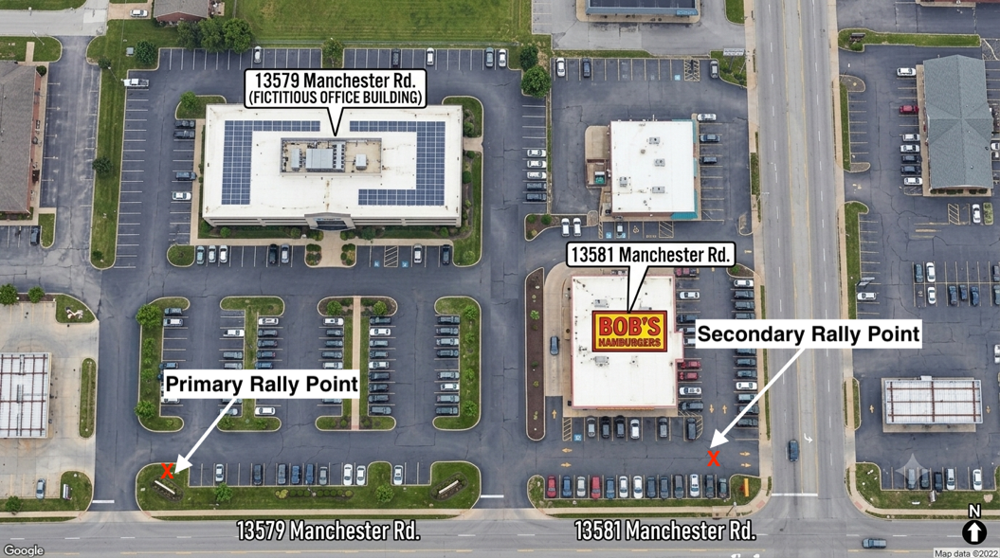 13579 Manchester Rd.
(FICTITIOUS OFFICE BUILDING)
13581 Manchester Rd.
BOB'S
HAMBURGERS
Secondary Rally Point
Primary Rally Point
X
X
13579 Manchester Rd.
13581 Manchester Rd.
N
Google
Map data ©2022